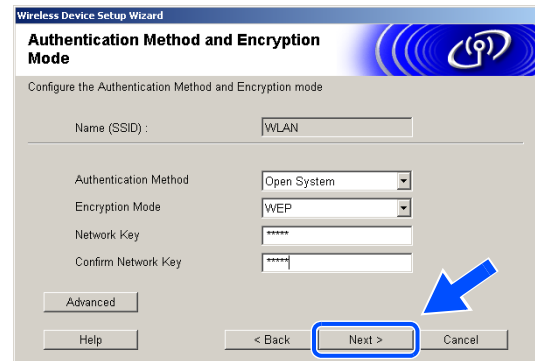 Wireless Device Setup Wizard
Authentication Method and Encryption
Mode
Configure the Authentication Method and Encryption mode
Name (SSID) : WLAN
Authentication Method Open System
Encryption Mode WEP
Network Key *****
Confirm Network Key *****
Advanced
Help < Back Next > Cancel